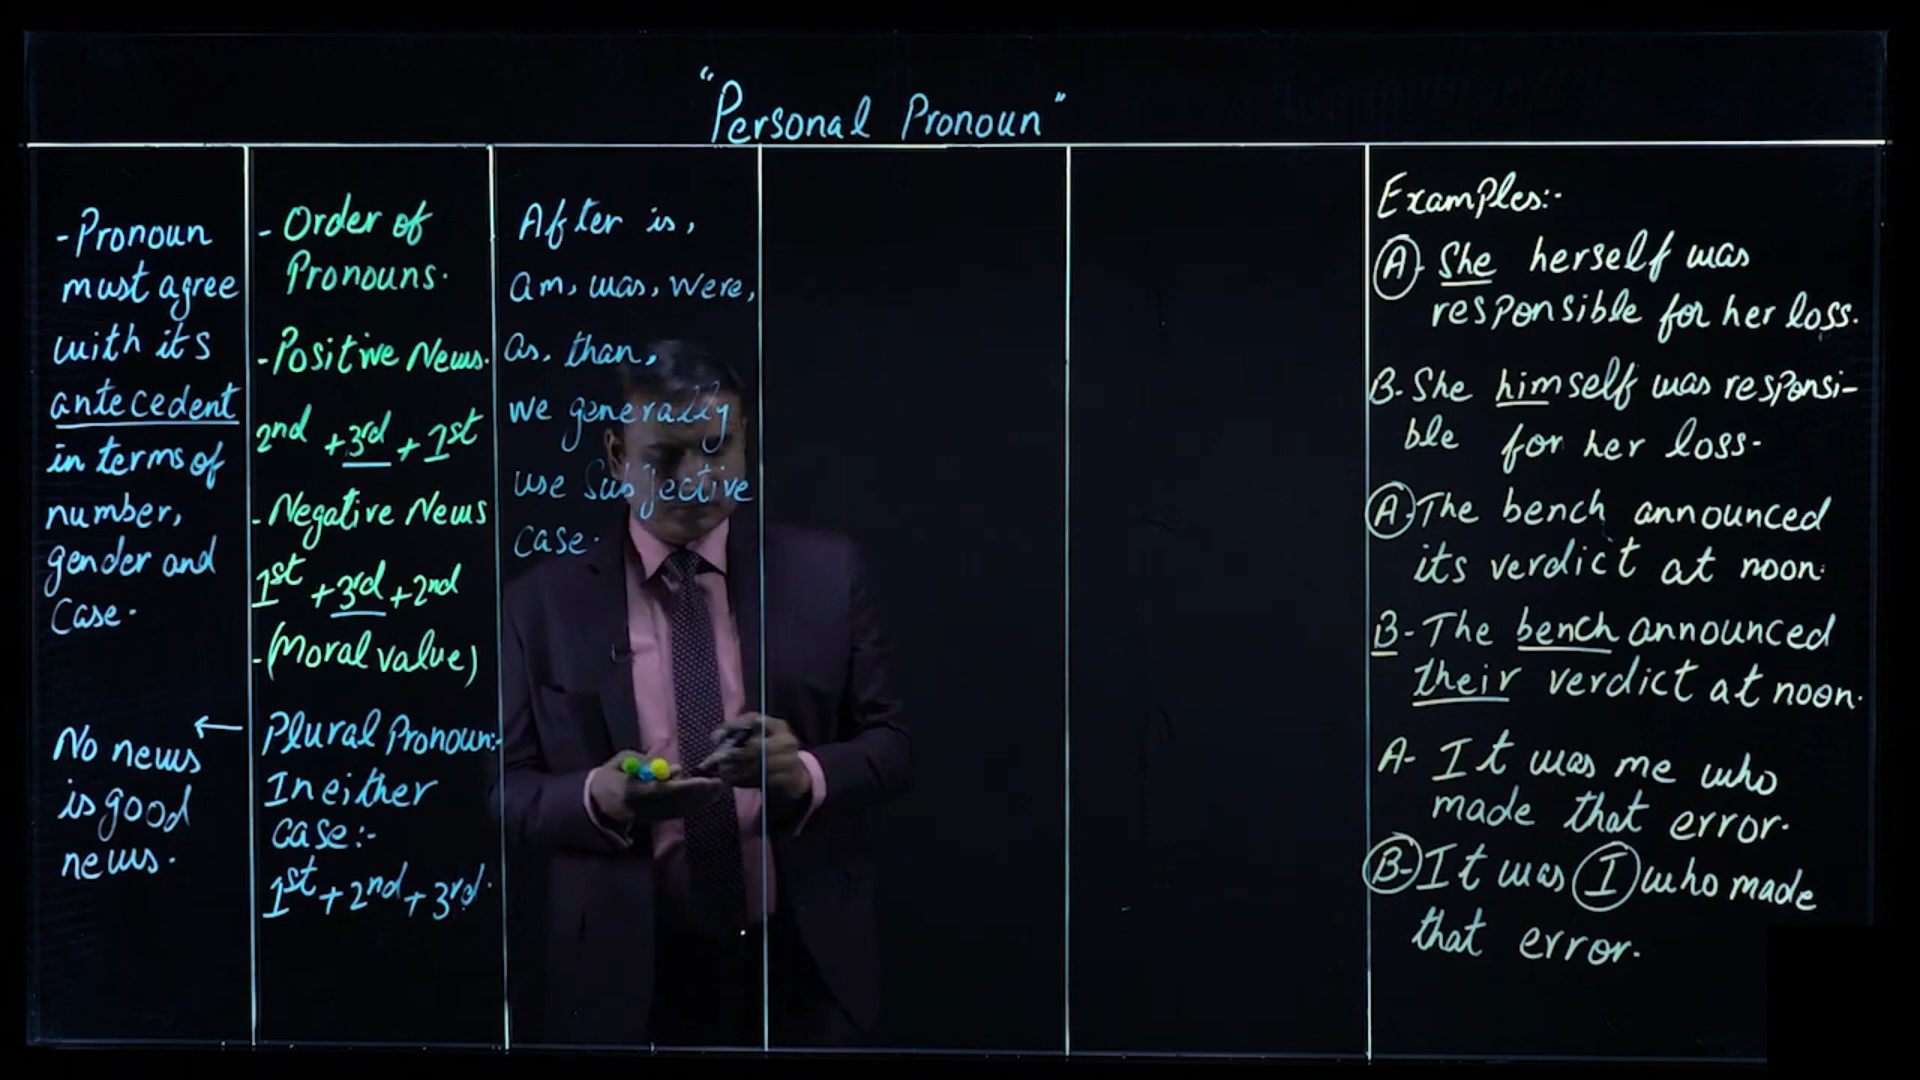 "Personal Pronoun"
- Pronoun
must agree
with its
antecedent
in terms of
number,
gender and
Case.
No news
is good
news.
- Order of
Pronouns.
- Positive News.
2nd + 3rd + 1st
- Negative News
1st + 3rd + 2nd
- (Moral value)
Plural Pronoun:-
In either
case:-
1st + 2nd + 3rd.
After is,
am, was, were,
as, than,
we generally
use Subjective
case.
Examples:-
A- She herself was
responsible for her loss.
B- She himself was responsi-
ble for her loss.
A- The bench announced
its verdict at noon.
B- The bench announced
their verdict at noon.
A- It was me who
made that error.
B- It was I who made
that error.